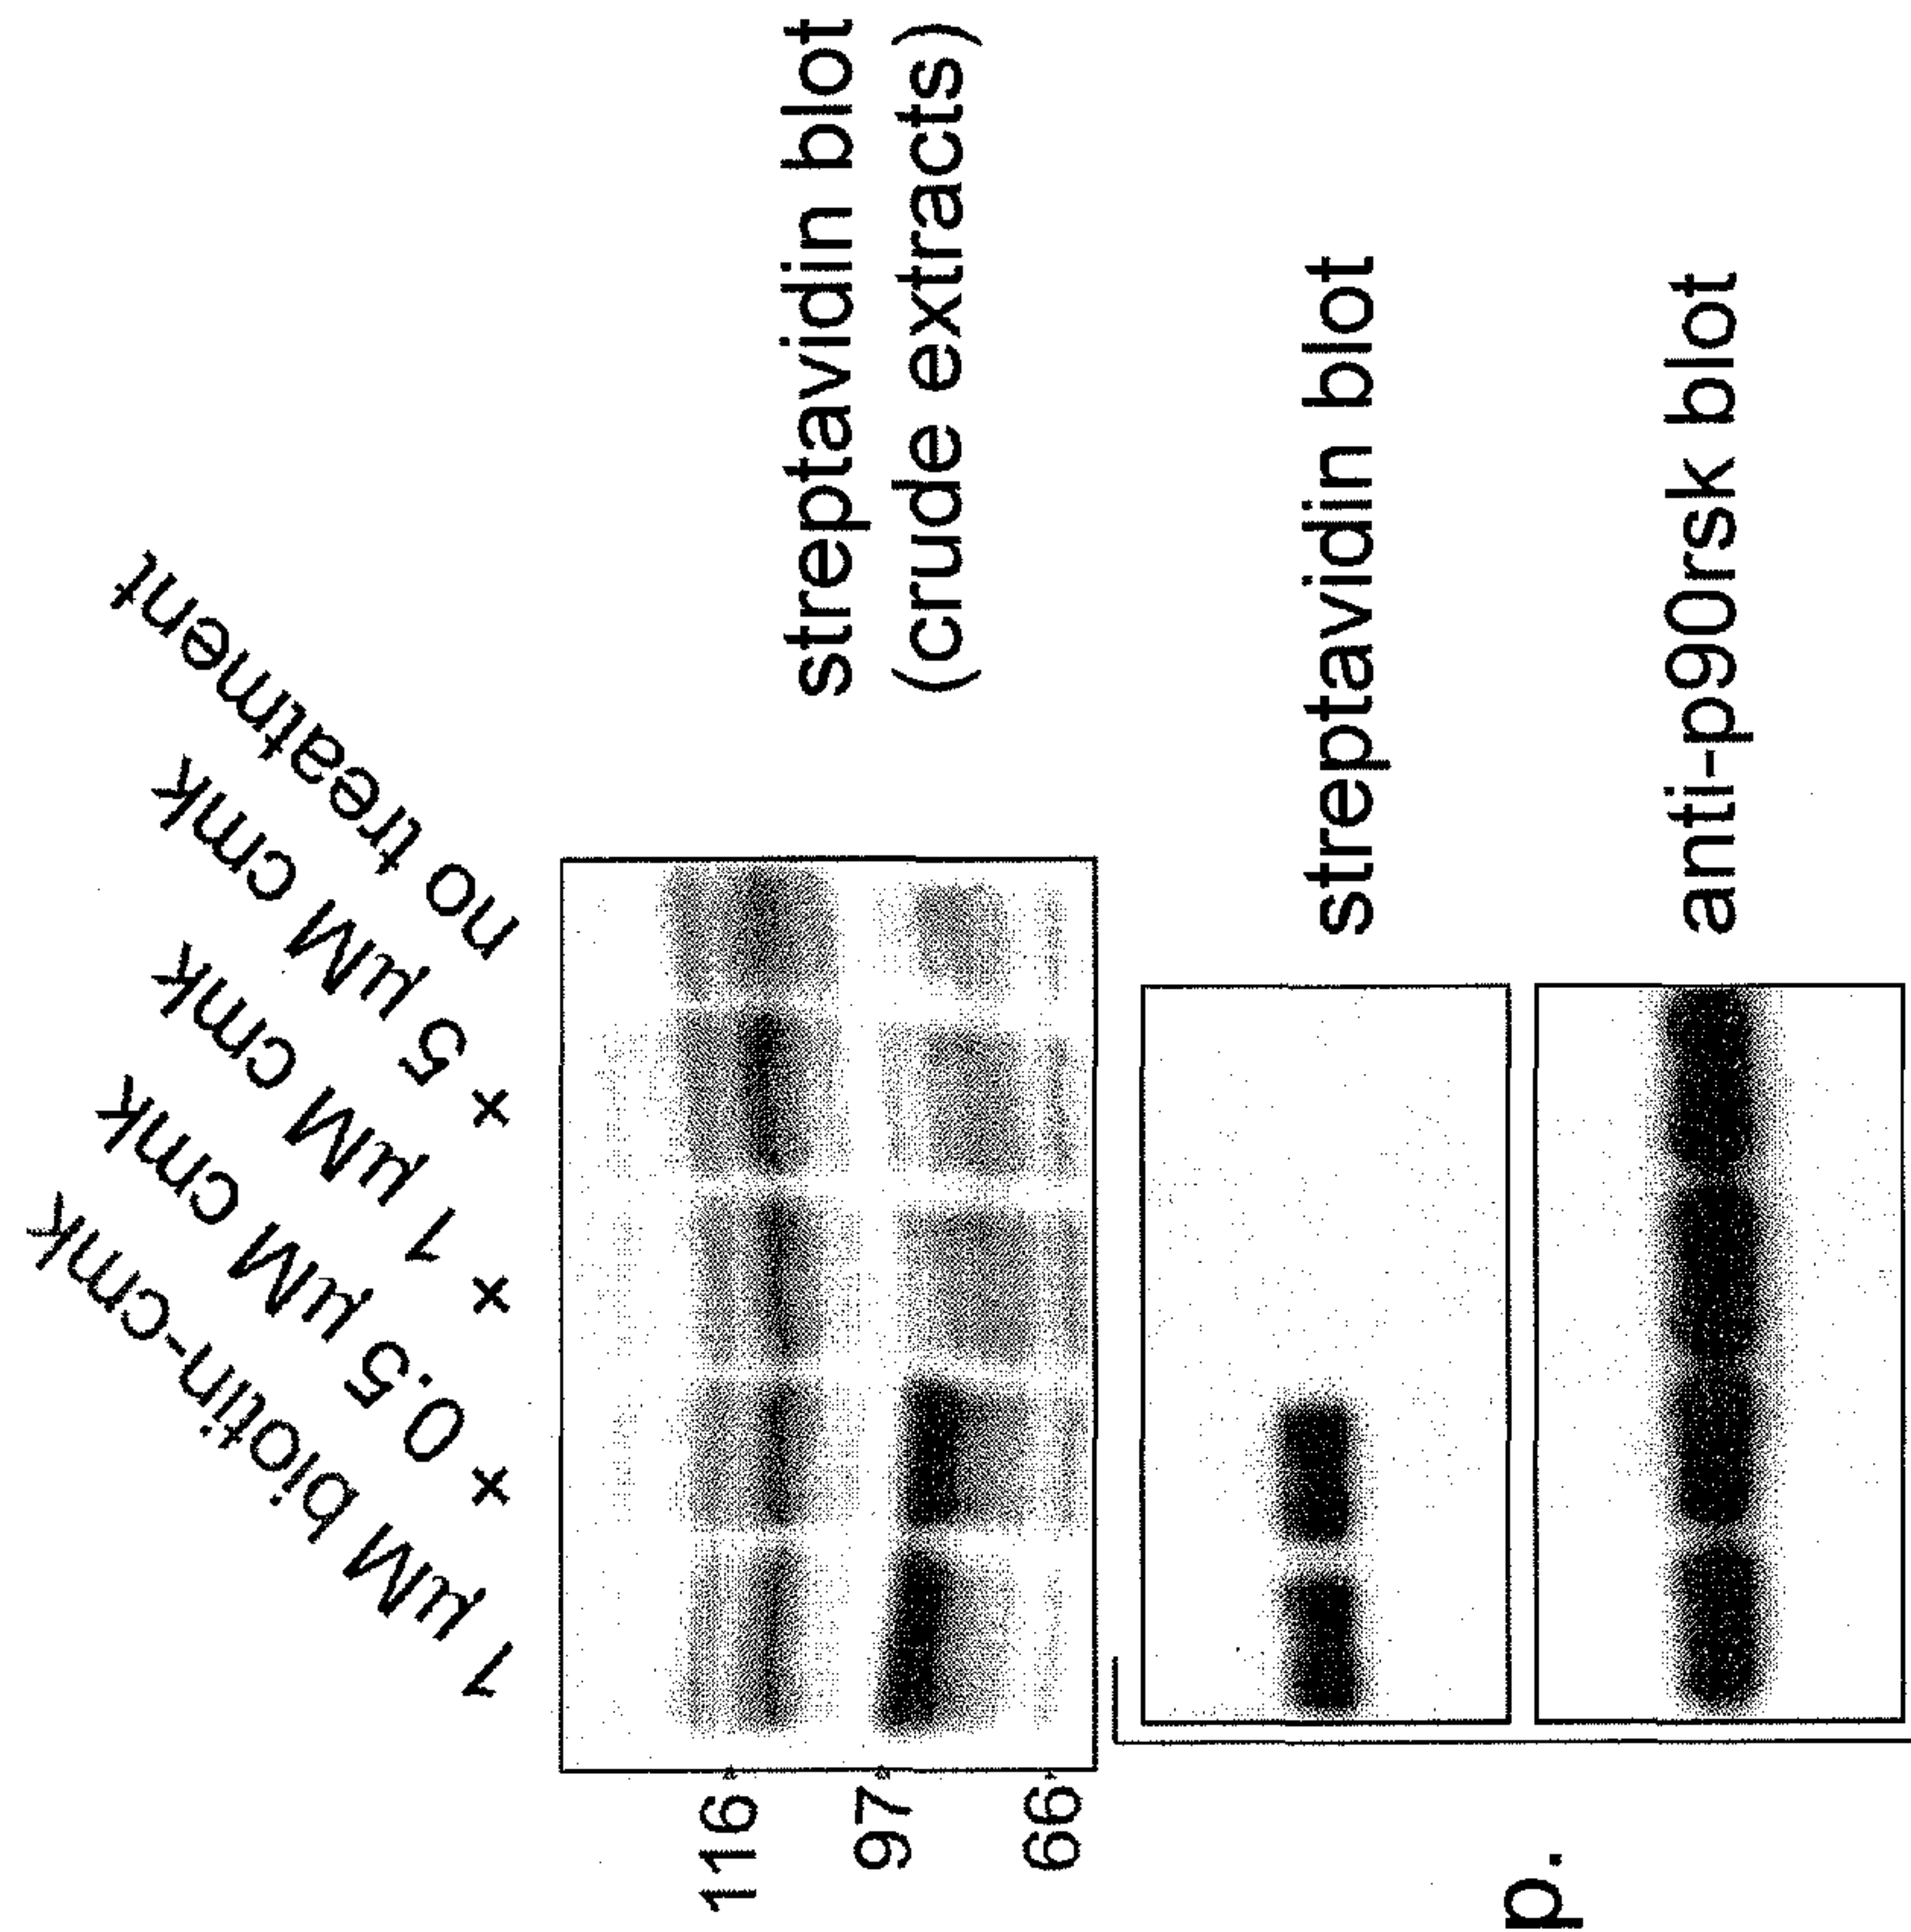 1 µM biotin-cmk
+ 0.5 µM cmk
+ 1 µM cmk
+ 5 µM cmk
no treatment
116
97
66
streptavidin blot
(crude extracts)
p.
streptavidin blot
anti-p90rsk blot